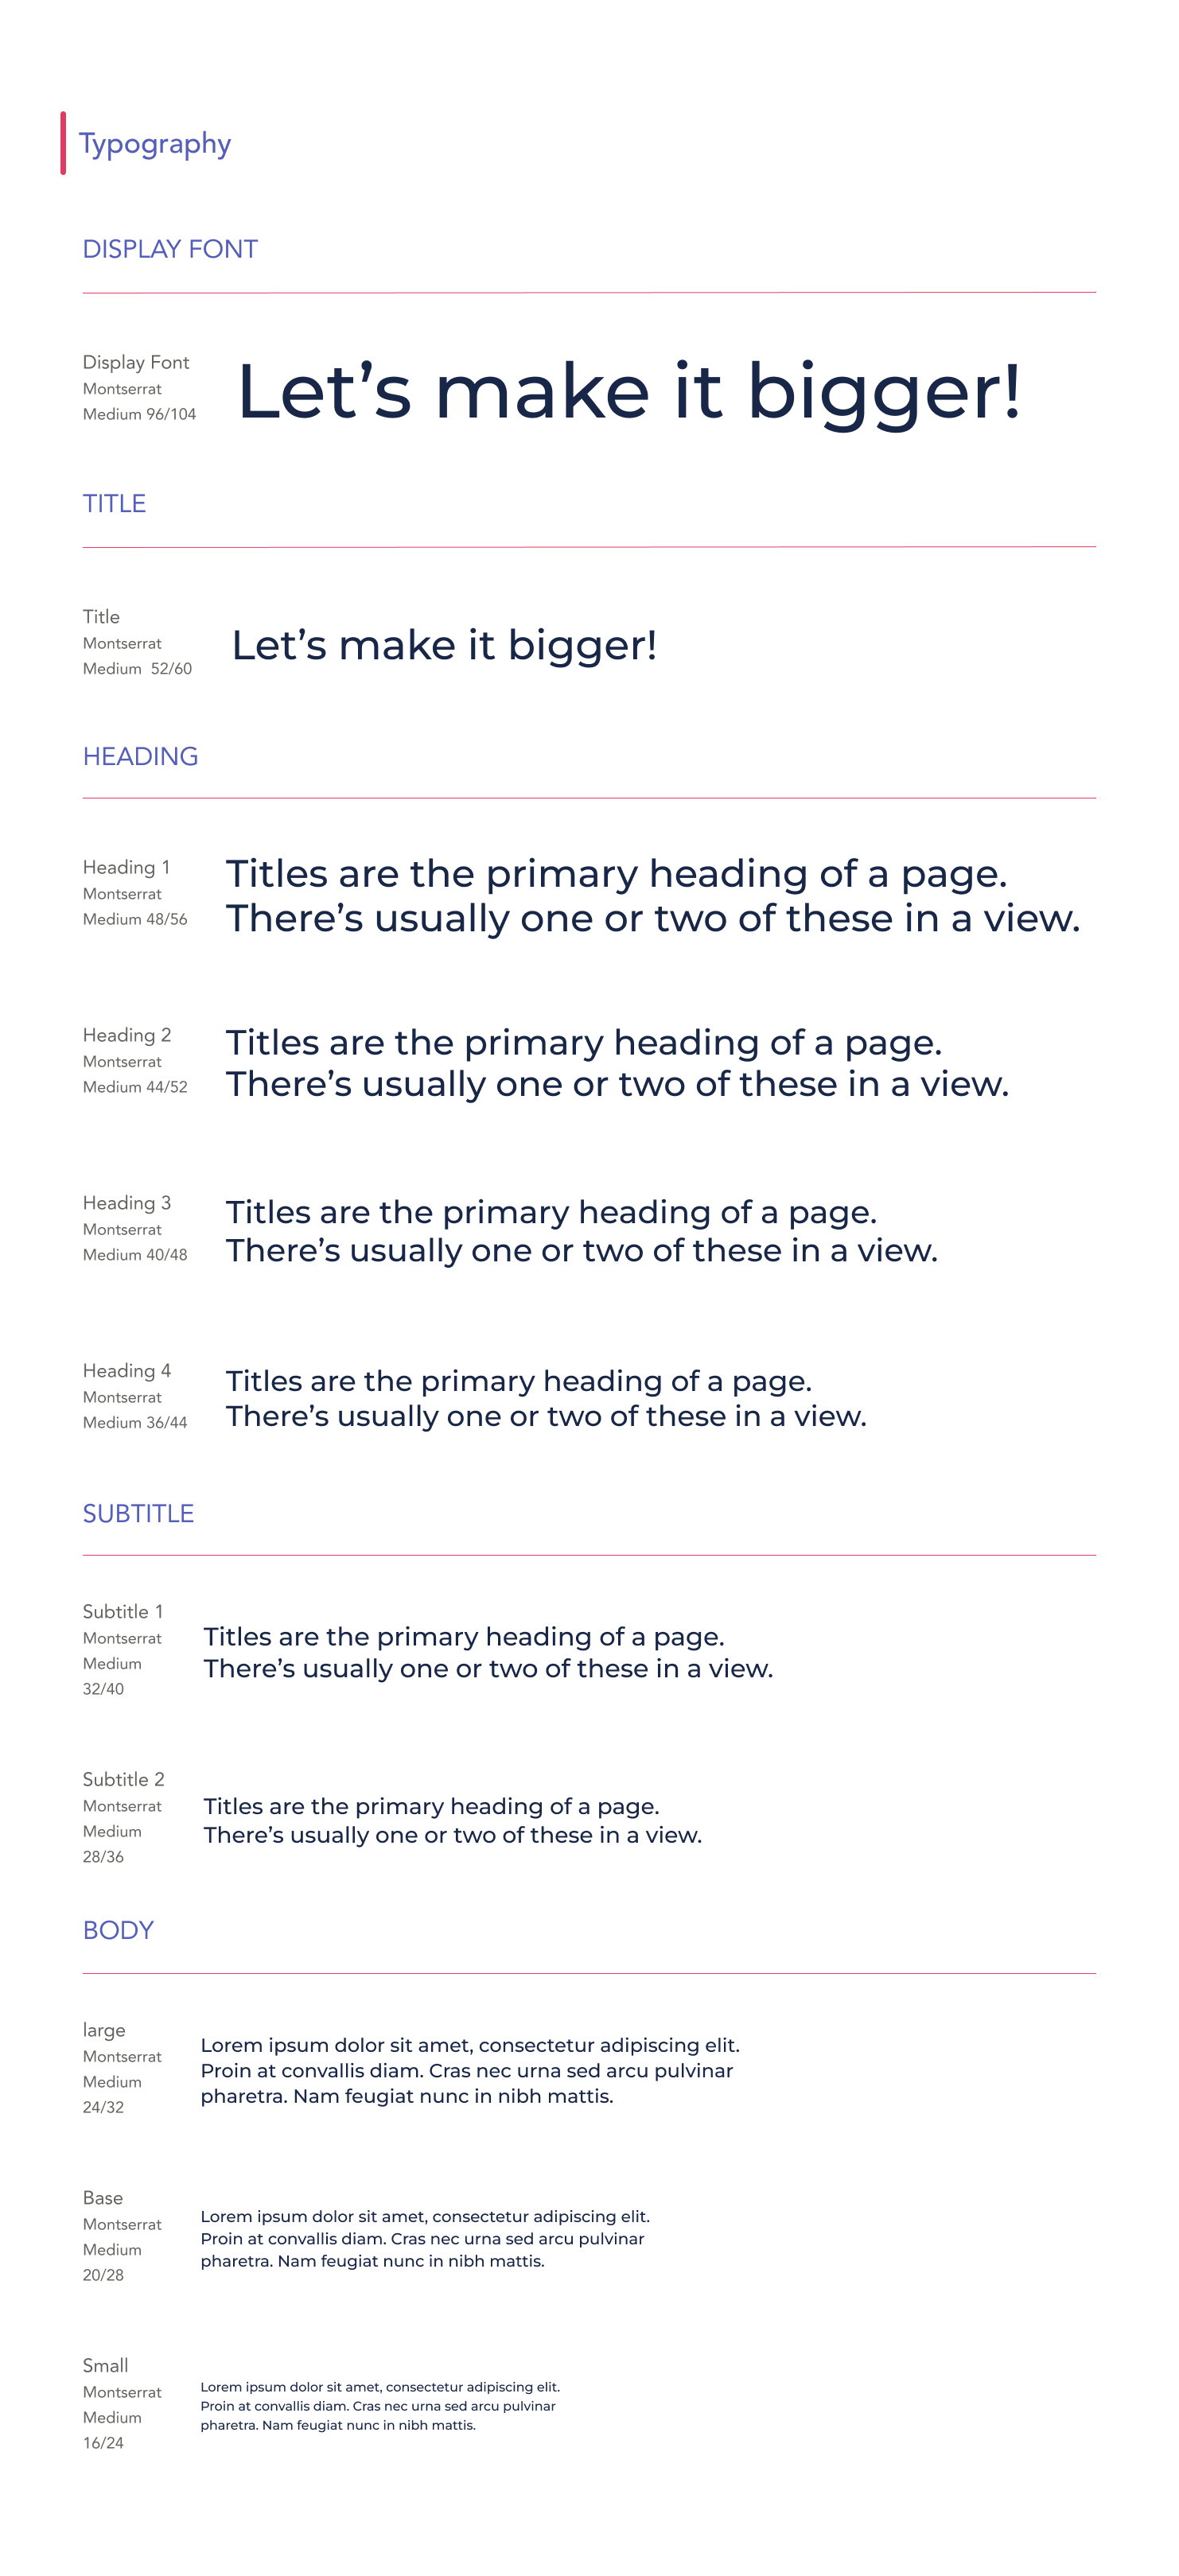 Typography
DISPLAY FONT
Display Font
Montserrat
Medium 96/104
Let’s make it bigger!
TITLE
Title
Montserrat
Medium  52/60
Let’s make it bigger!
HEADING
Heading 1
Montserrat
Medium 48/56
Titles are the primary heading of a page.
There’s usually one or two of these in a view.
Heading 2
Montserrat
Medium 44/52
Titles are the primary heading of a page.
There’s usually one or two of these in a view.
Heading 3
Montserrat
Medium 40/48
Titles are the primary heading of a page.
There’s usually one or two of these in a view.
Heading 4
Montserrat
Medium 36/44
Titles are the primary heading of a page.
There’s usually one or two of these in a view.
SUBTITLE
Subtitle 1
Montserrat
Medium
32/40
Titles are the primary heading of a page.
There’s usually one or two of these in a view.
Subtitle 2
Montserrat
Medium
28/36
Titles are the primary heading of a page.
There’s usually one or two of these in a view.
BODY
large
Montserrat
Medium
24/32
Lorem ipsum dolor sit amet, consectetur adipiscing elit.
Proin at convallis diam. Cras nec urna sed arcu pulvinar
pharetra. Nam feugiat nunc in nibh mattis.
Base
Montserrat
Medium
20/28
Lorem ipsum dolor sit amet, consectetur adipiscing elit.
Proin at convallis diam. Cras nec urna sed arcu pulvinar
pharetra. Nam feugiat nunc in nibh mattis.
Small
Montserrat
Medium
16/24
Lorem ipsum dolor sit amet, consectetur adipiscing elit.
Proin at convallis diam. Cras nec urna sed arcu pulvinar
pharetra. Nam feugiat nunc in nibh mattis.